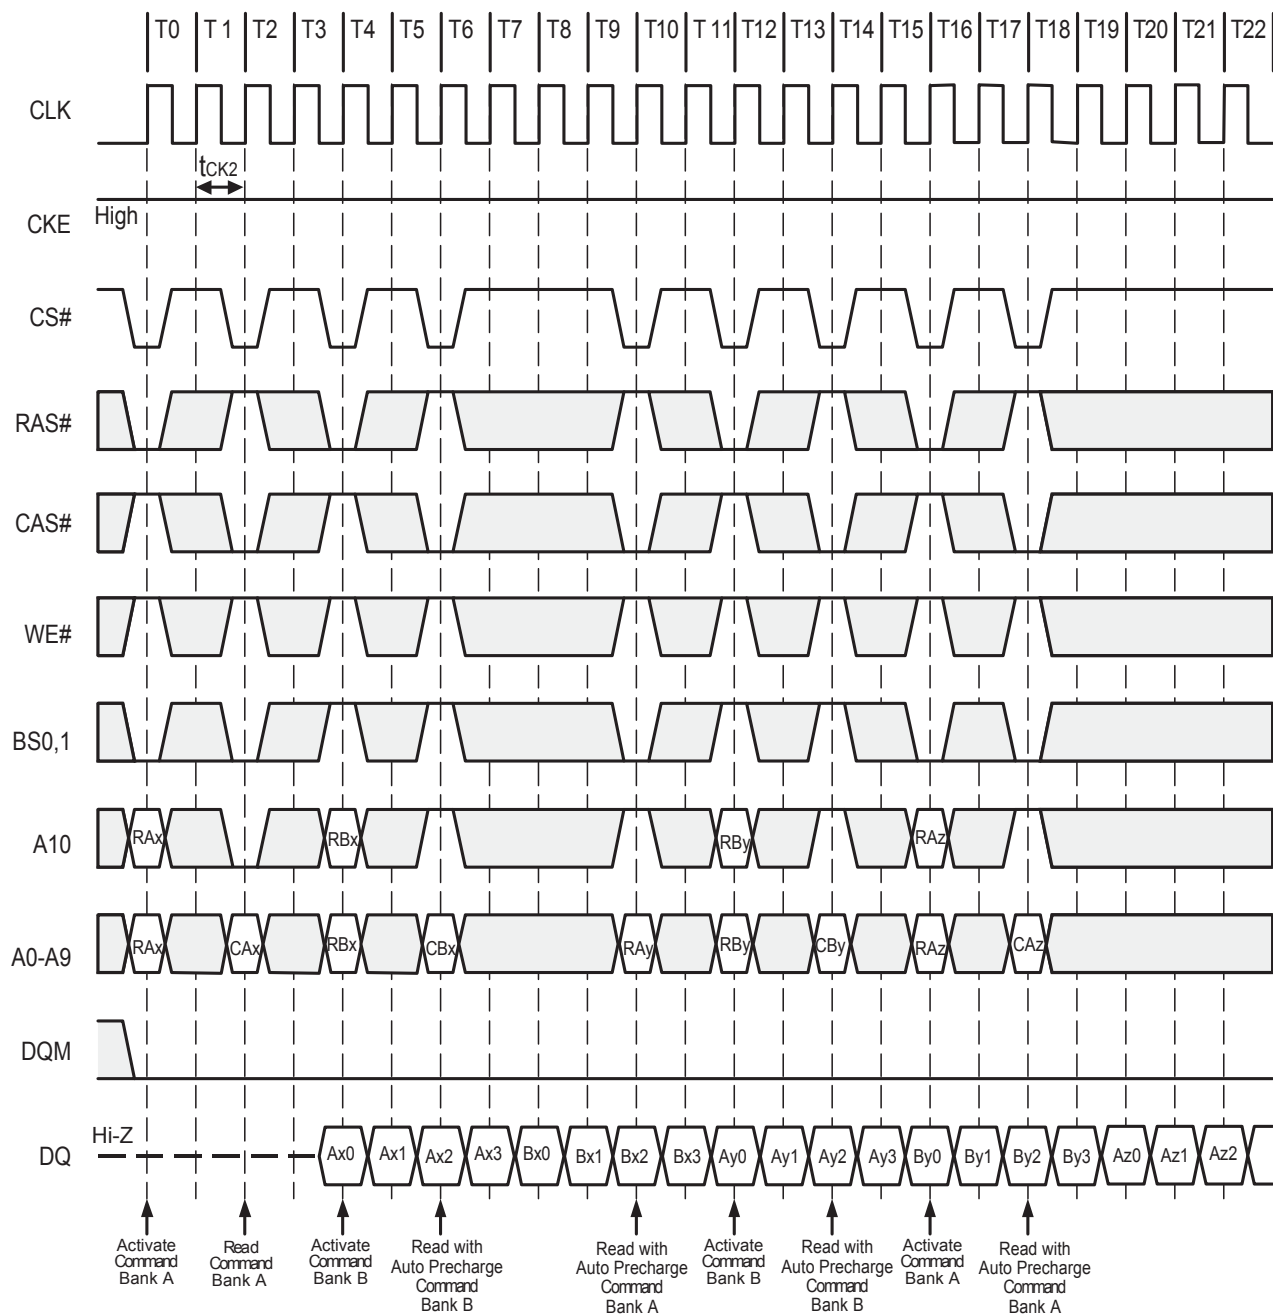 T0 T 1 T2 T3 T4 T5 T6 T7 T8 T9 T10 T 11 T12 T13 T14 T15 T16 T17 T18 T19 T20 T21 T22
CLK
tCK2
High
CKE
CS#
RAS#
CAS#
WE#
BS0,1
RAx RBx RBy RAz
A10
RAx CAx RBx CBx RAy RBy CBy RAz CAz
A0-A9
DQM
Hi-Z
DQ
Ax0 Ax1 Ax2 Ax3 Bx0 Bx1 Bx2 Bx3 Ay0 Ay1 Ay2 Ay3 By0 By1 By2 By3 Az0 Az1 Az2
Activate
Command
Bank A
Read
Command
Bank A
Activate
Command
Bank B
Read with
Auto Precharge
Command
Bank B
Read with
Auto Precharge
Command
Bank A
Activate
Command
Bank B
Read with
Auto Precharge
Command
Bank B
Activate
Command
Bank A
Read with
Auto Precharge
Command
Bank A